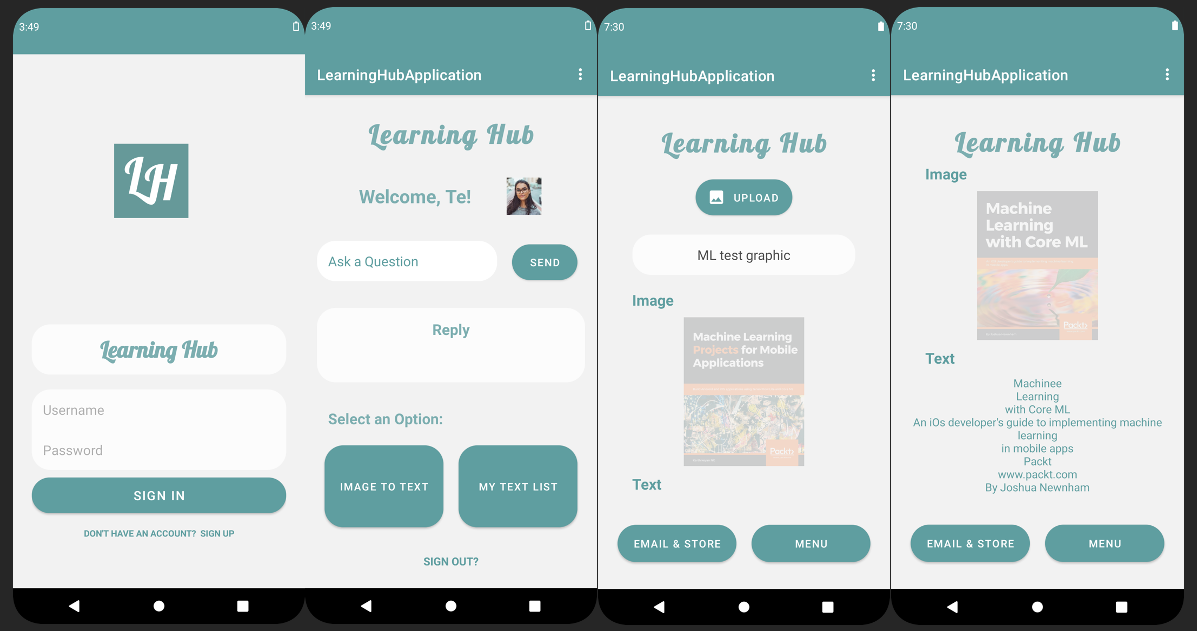 3:49
LH
Learning Hub
Username
Password
SIGN IN
DON'T HAVE AN ACCOUNT? SIGN UP
3:49
LearningHubApplication
Learning Hub
Welcome, Te!
Ask a Question
SEND
Reply
Select an Option:
IMAGE TO TEXT
MY TEXT LIST
SIGN OUT?
7:30
LearningHubApplication
Learning Hub
UPLOAD
ML test graphic
Image
Machine Learning
Projects for Mobile
Applications
Packt
Text
EMAIL & STORE
MENU
7:30
LearningHubApplication
Learning Hub
Image
Machine
Learning
with Core ML
Packt
Text
Machinee
Learning
with Core ML
An iOs developer's guide to implementing machine
learning
in mobile apps
Packt
www.packt.com
By Joshua Newnham
EMAIL & STORE
MENU